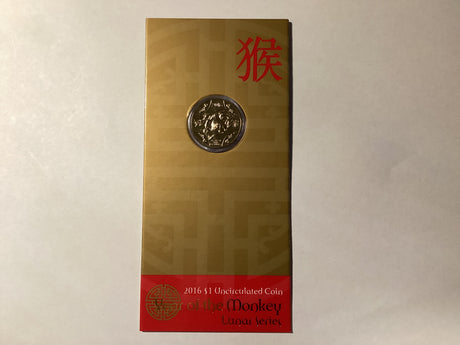 猴
2016 $1 Uncirculated Coin
Year of the Monkey
Lunar Series